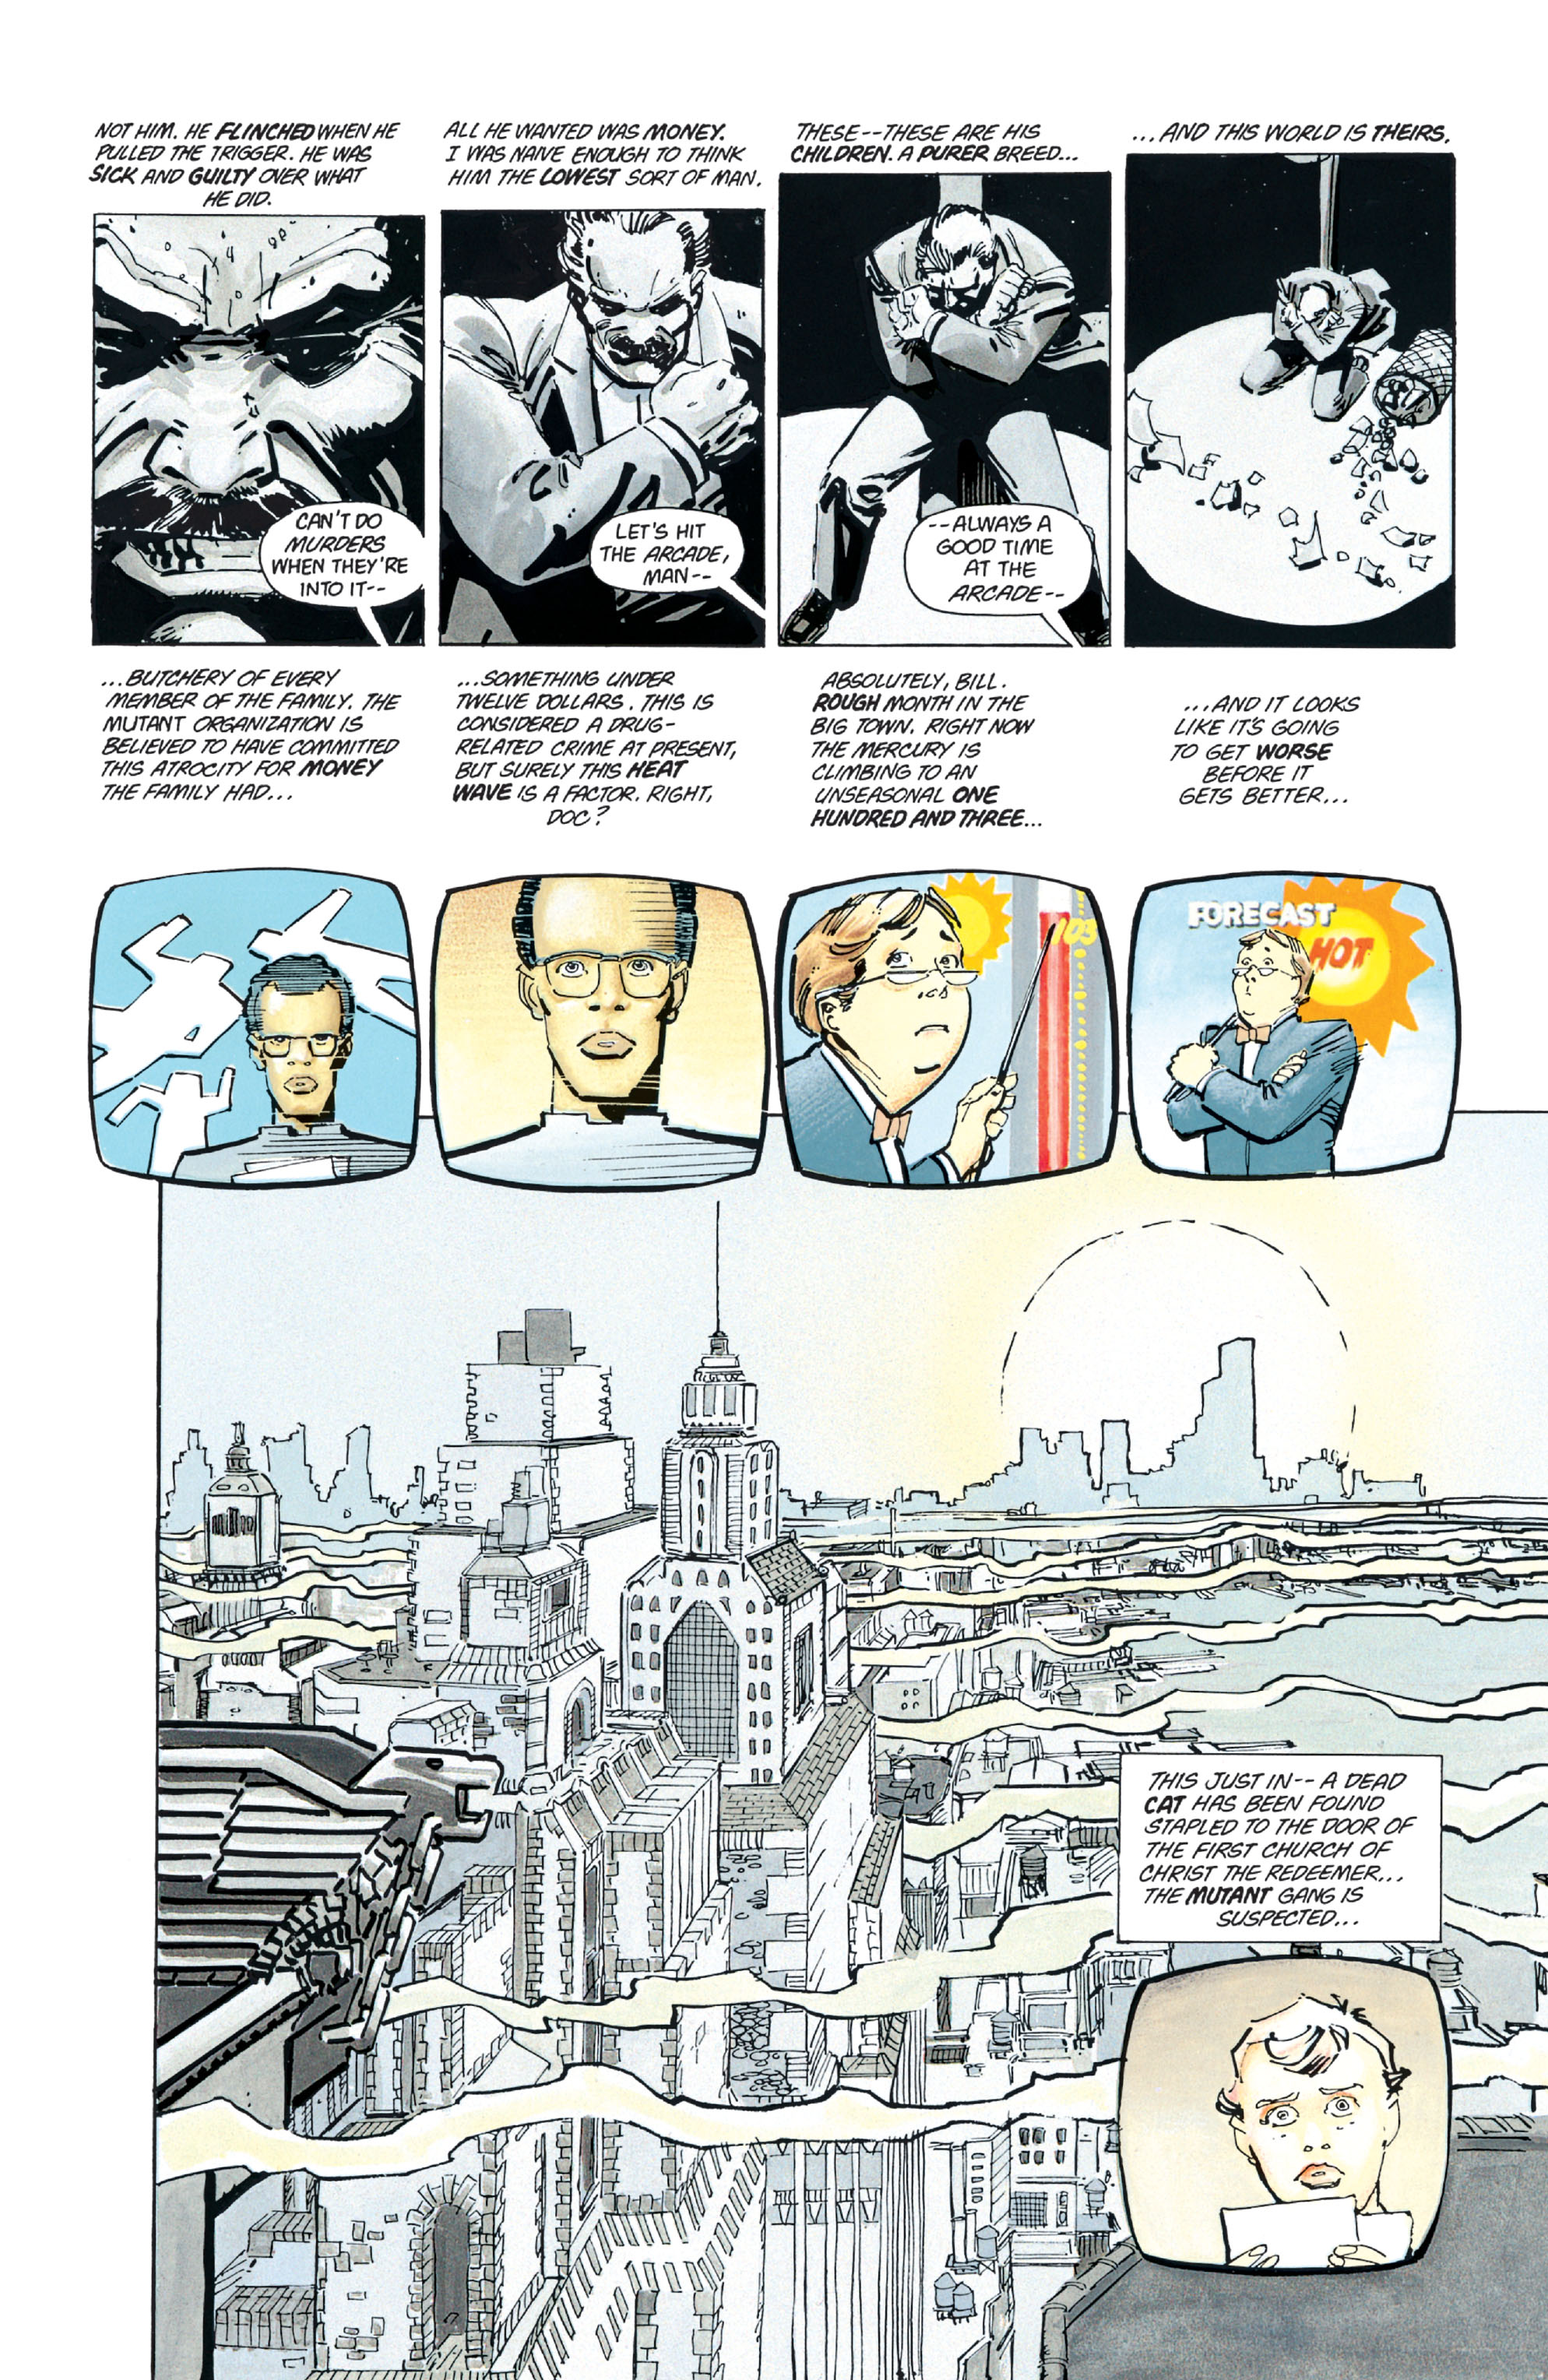 NOT HIM. HE FLINCHED WHEN HE
PULLED THE TRIGGER. HE WAS
SICK AND GUILTY OVER WHAT
HE DID.
CAN'T DO
MURDERS
WHEN THEY'RE
INTO IT--
ALL HE WANTED WAS MONEY.
I WAS NAIVE ENOUGH TO THINK
HIM THE LOWEST SORT OF MAN.
LET'S HIT
THE ARCADE,
MAN--
THESE--THESE ARE HIS
CHILDREN. A PURER BREED...
--ALWAYS A
GOOD TIME
AT THE
ARCADE--
...AND THIS WORLD IS THEIRS.
...BUTCHERY OF EVERY
MEMBER OF THE FAMILY. THE
MUTANT ORGANIZATION IS
BELIEVED TO HAVE COMMITTED
THIS ATROCITY FOR MONEY
THE FAMILY HAD...
...SOMETHING UNDER
TWELVE DOLLARS. THIS IS
CONSIDERED A DRUG-
RELATED CRIME AT PRESENT,
BUT SURELY THIS HEAT
WAVE IS A FACTOR. RIGHT,
DOC?
ABSOLUTELY, BILL.
ROUGH MONTH IN THE
BIG TOWN. RIGHT NOW
THE MERCURY IS
CLIMBING TO AN
UNSEASONAL ONE
HUNDRED AND THREE...
103
...AND IT LOOKS
LIKE IT'S GOING
TO GET WORSE
BEFORE IT
GETS BETTER...
FORECAST
HOT
THIS JUST IN-- A DEAD
CAT HAS BEEN FOUND
STAPLED TO THE DOOR OF
THE FIRST CHURCH OF
CHRIST THE REDEEMER...
THE MUTANT GANG IS
SUSPECTED...